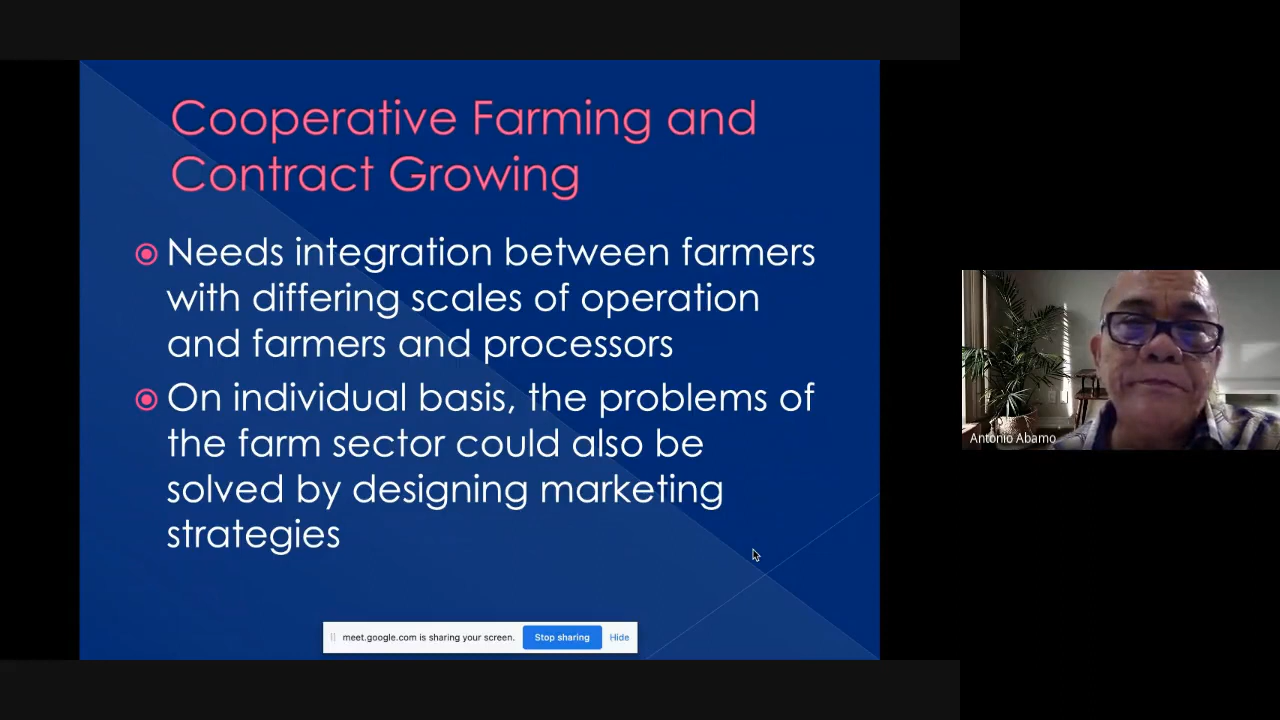 Cooperative Farming and
Contract Growing
Needs integration between farmers
with differing scales of operation
and farmers and processors
On individual basis, the problems of
the farm sector could also be
solved by designing marketing
strategies
meet.google.com is sharing your screen. Stop sharing Hide
Antonio Abamo